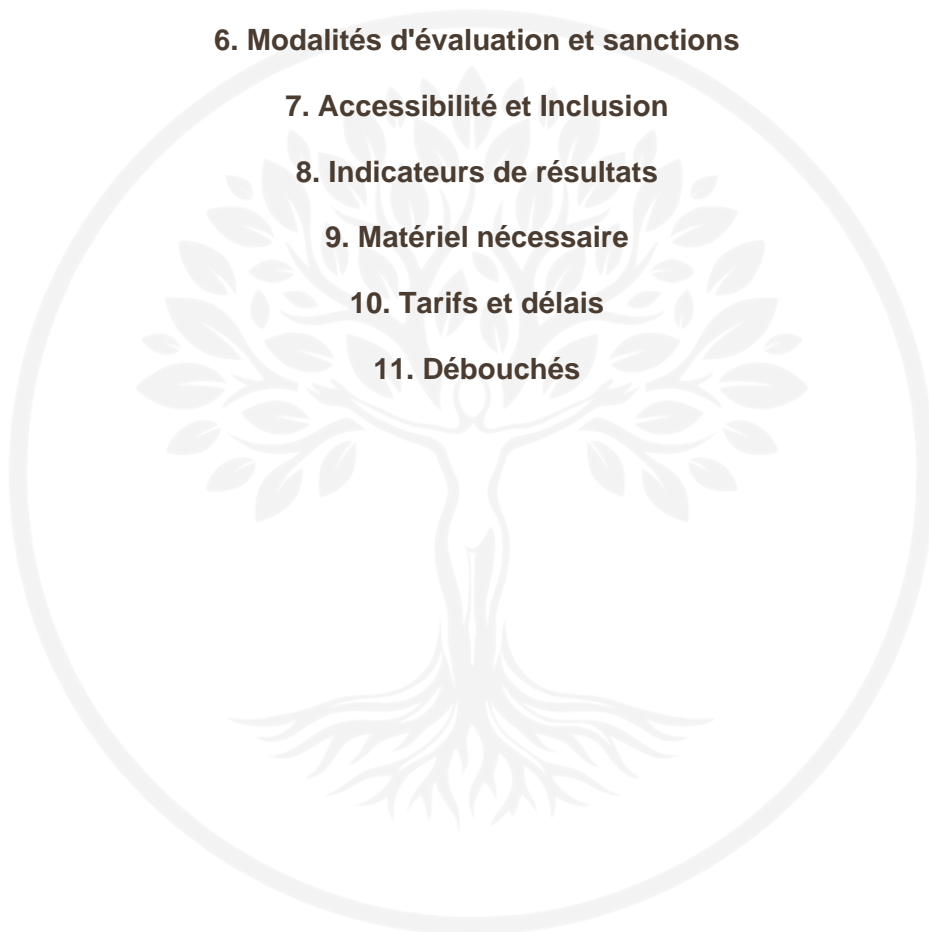 6. Modalités d'évaluation et sanctions
7. Accessibilité et Inclusion
8. Indicateurs de résultats
9. Matériel nécessaire
10. Tarifs et délais
11. Débouchés